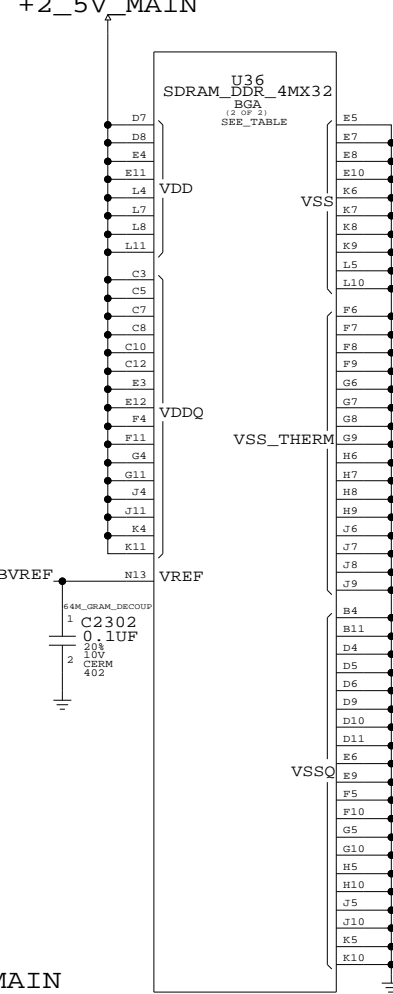 +2_5V_MAIN
U36
SDRAM_DDR_4MX32
BGA
(2 OF 2)
SEE_TABLE
D7
D8
E4
E11
L4
L7
L8
L11
VDD
C3
C5
C7
C8
C10
C12
E3
E12
F4
F11
G4
G11
J4
J11
K4
K11
VDDQ
BVREF
N13
VREF
64M_GRAM_DECOUP
1
C2302
0.1UF
20%
10V
CERM
402
2
E5
E7
E8
E10
K6
K7
K8
K9
L5
L10
VSS
F6
F7
F8
F9
G6
G7
G8
G9
H6
H7
H8
H9
J6
J7
J8
J9
VSS_THERM
B4
B11
D4
D5
D6
D9
D10
D11
E6
E9
F5
F10
G5
G10
H5
H10
J5
J10
K5
K10
VSSQ
MAIN